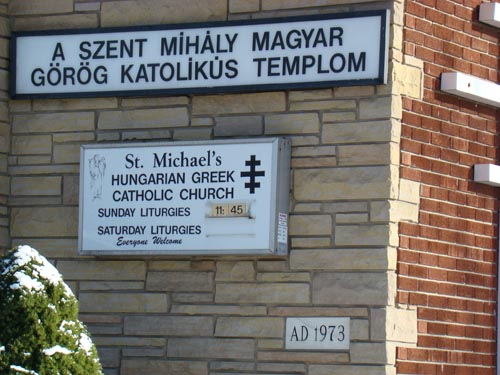 A SZENT MIHÁLY MAGYAR
GÖRÖG KATOLIKUS TEMPLOM
St. Michael's
HUNGARIAN GREEK
CATHOLIC CHURCH
SUNDAY LITURGIES 11:45
SATURDAY LITURGIES
Everyone Welcome
AD 1973